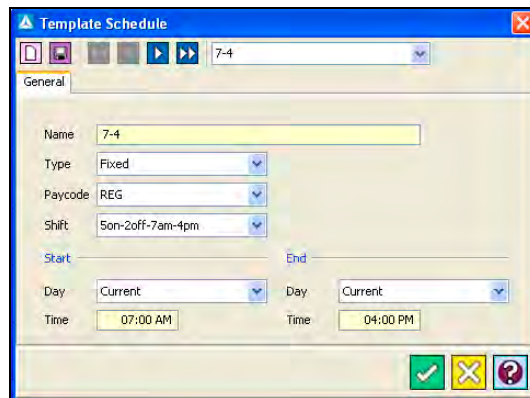 Template Schedule
7-4
General
Name 7-4
Type Fixed
Paycode REG
Shift 5on-2off-7am-4pm
Start End
Day Current Day Current
Time 07:00 AM Time 04:00 PM